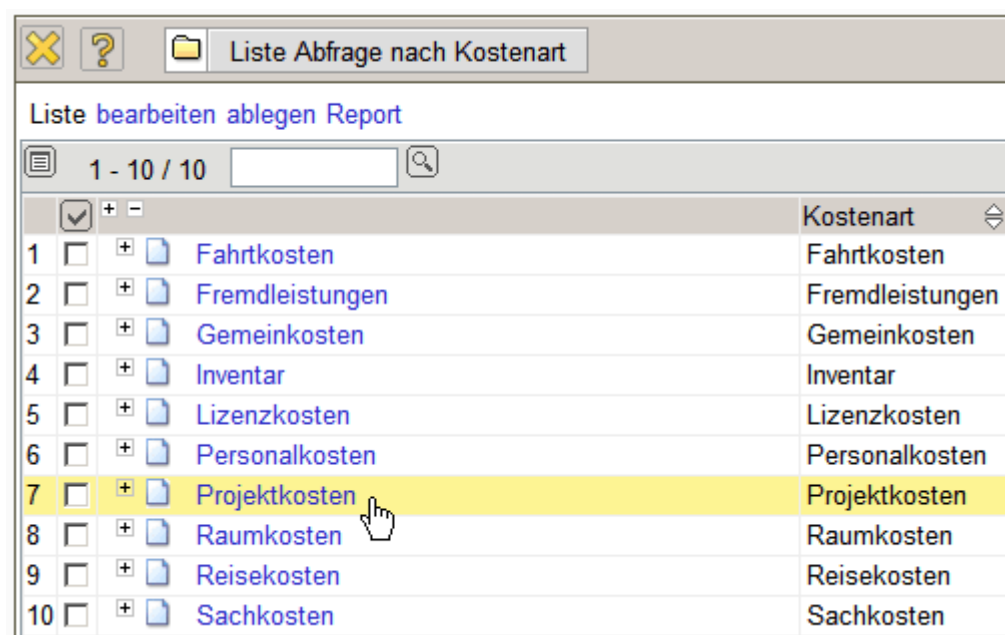 Liste Abfrage nach Kostenart
Liste bearbeiten ablegen Report
1 - 10 / 10
Kostenart
1 Fahrtkosten Fahrtkosten
2 Fremdleistungen Fremdleistungen
3 Gemeinkosten Gemeinkosten
4 Inventar Inventar
5 Lizenzkosten Lizenzkosten
6 Personalkosten Personalkosten
7 Projektkosten Projektkosten
8 Raumkosten Raumkosten
9 Reisekosten Reisekosten
10 Sachkosten Sachkosten